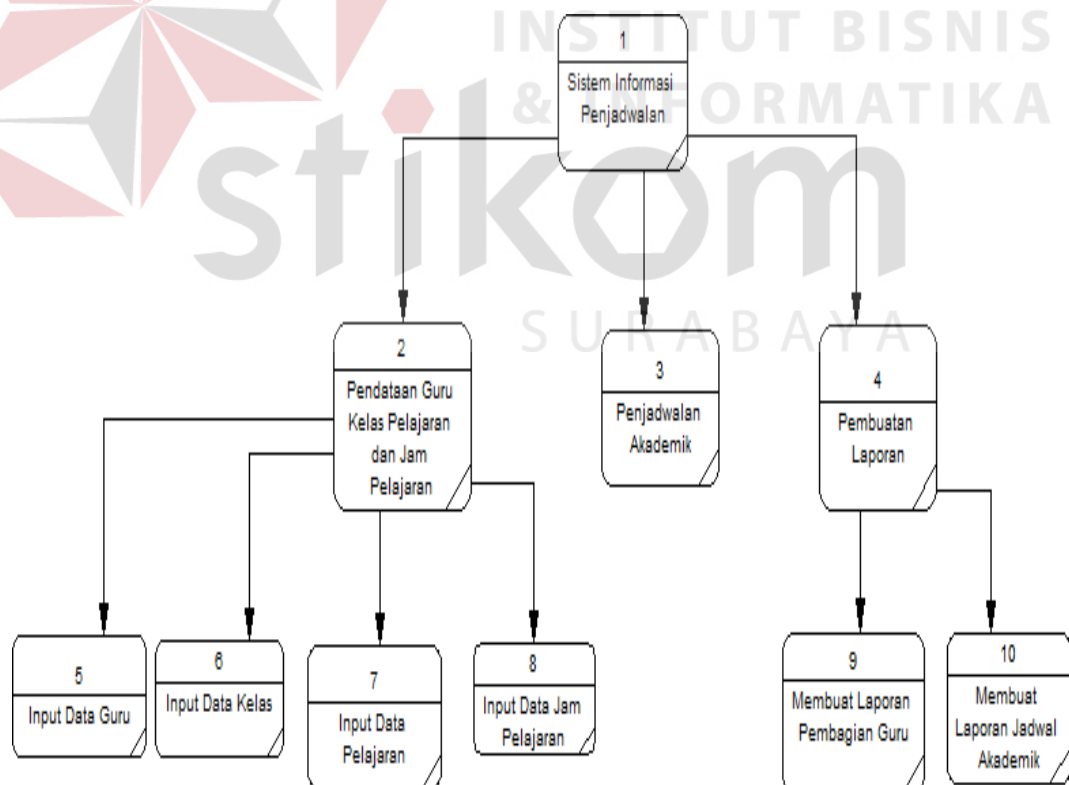 INSTITUT BISNIS
& INFORMATIKA
stikom
SURABAYA
1
Sistem Informasi
Penjadwalan
2
Pendataan Guru
Kelas Pelajaran
dan Jam
Pelajaran
3
Penjadwalan
Akademik
4
Pembuatan
Laporan
5
Input Data Guru
6
Input Data Kelas
7
Input Data
Pelajaran
8
Input Data Jam
Pelajaran
9
Membuat Laporan
Pembagian Guru
10
Membuat
Laporan Jadwal
Akademik